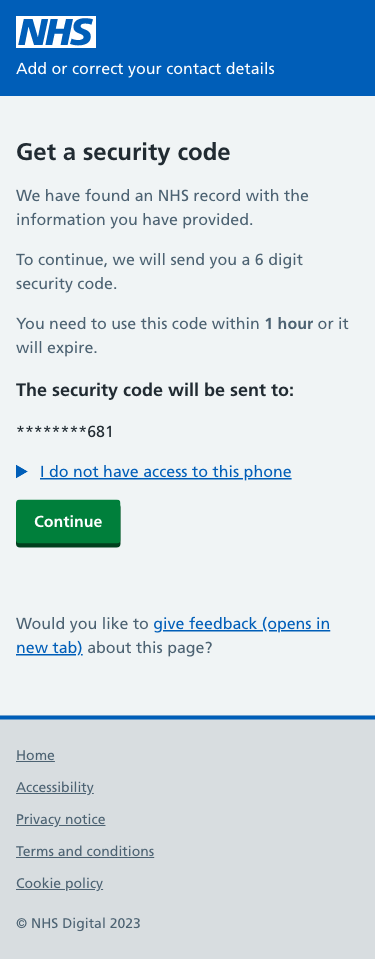 NHS
Add or correct your contact details
Get a security code
We have found an NHS record with the
information you have provided.
To continue, we will send you a 6 digit
security code.
You need to use this code within 1 hour or it
will expire.
The security code will be sent to:
********681
I do not have access to this phone
Continue
Would you like to give feedback (opens in
new tab) about this page?
Home
Accessibility
Privacy notice
Terms and conditions
Cookie policy
© NHS Digital 2023